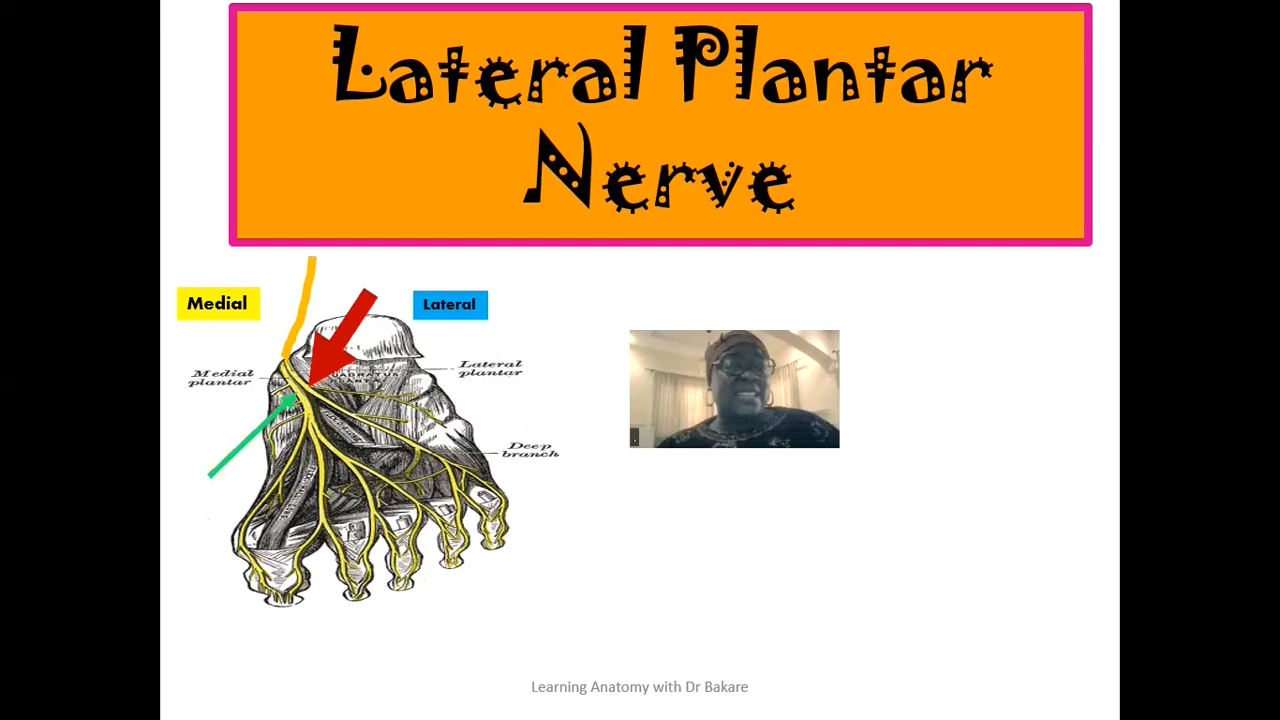 Lateral Plantar
Nerve
Medial
Lateral
Medial
plantar
Lateral
plantar
Deep
branch
Learning Anatomy with Dr Bakare